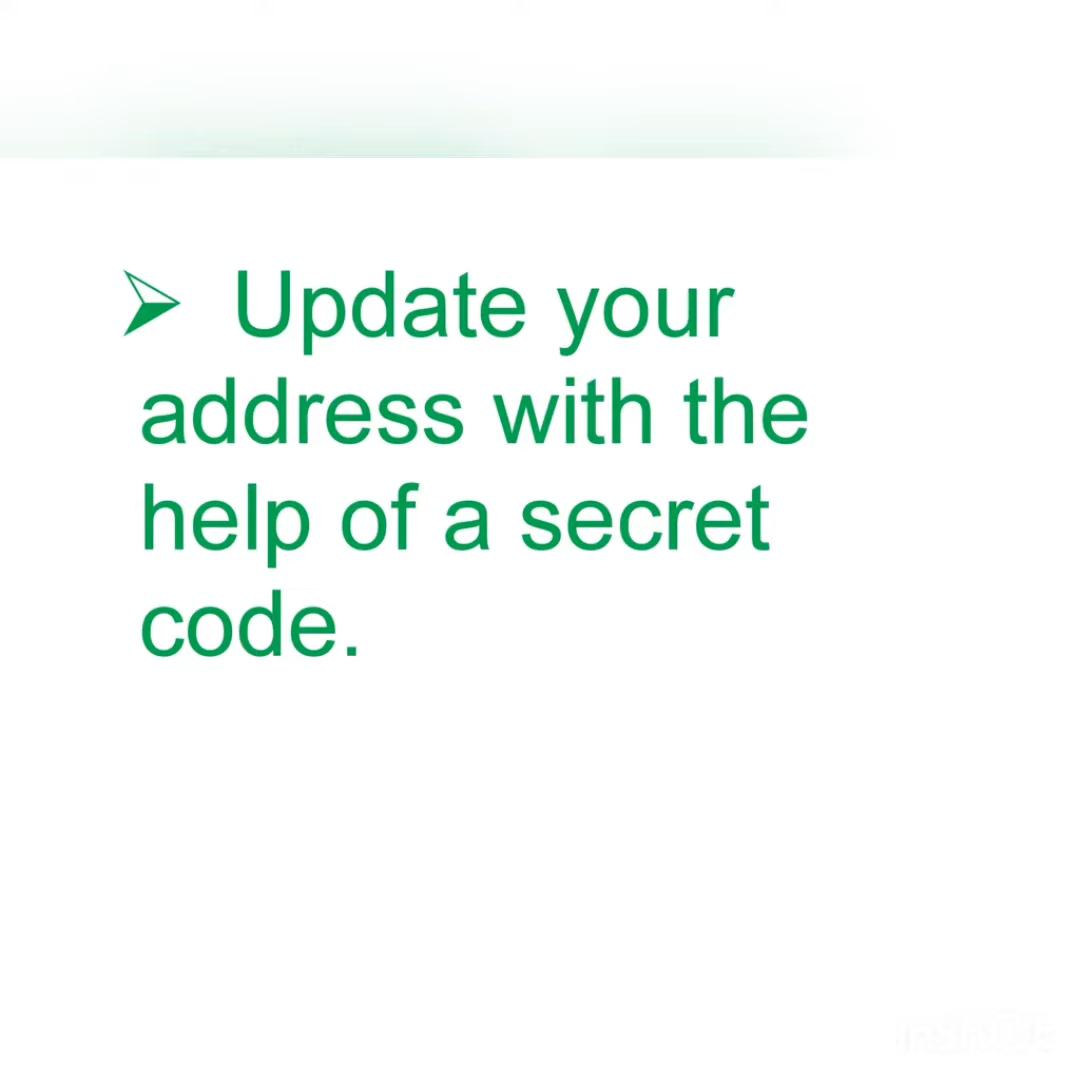 ➢ Update your
address with the
help of a secret
code.